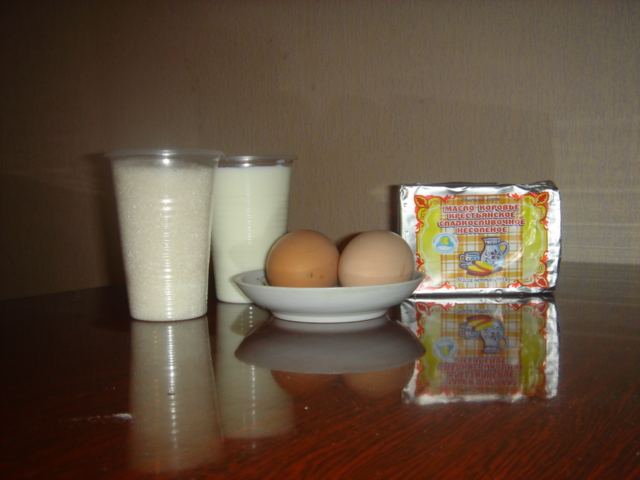 МАСЛО КОРОВЬЕ
КРЕСТЬЯНСКОЕ
СЛАДКОСЛИВОЧНОЕ
НЕСОЛЕНОЕ